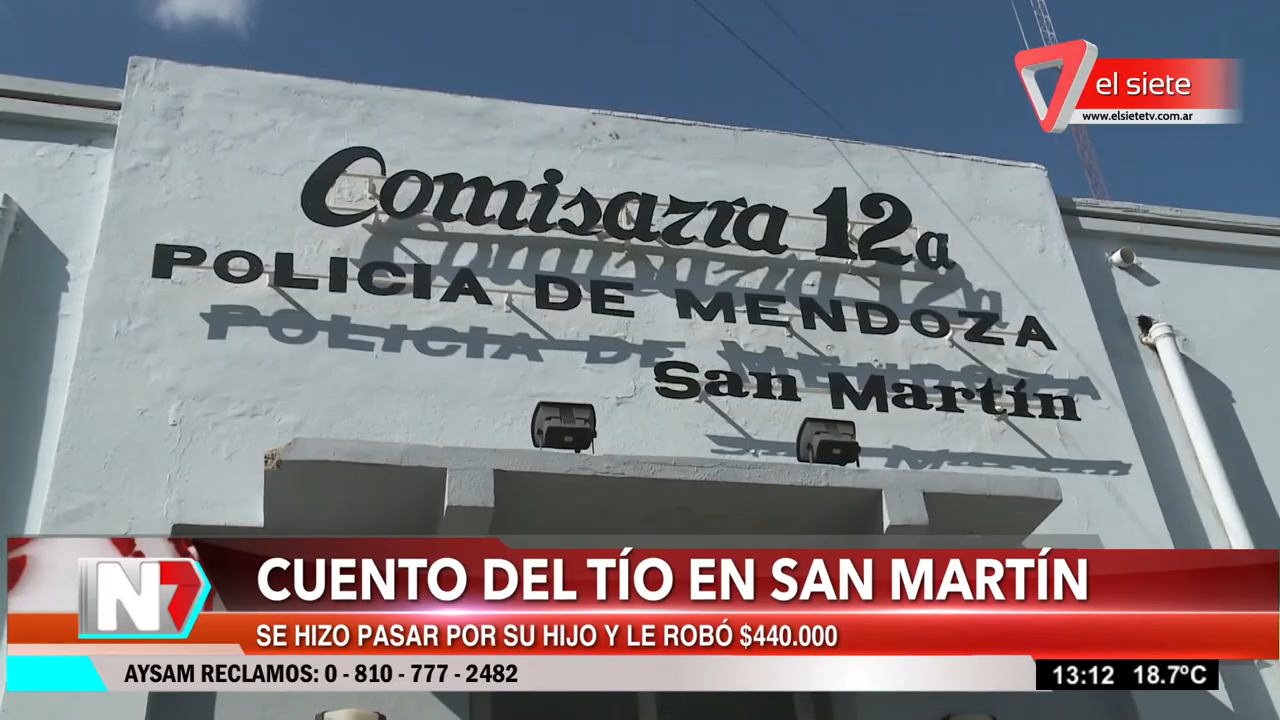 el siete
www.elsietetv.com.ar
Comisaría 12a
POLICIA DE MENDOZA
San Martín
N7
CUENTO DEL TÍO EN SAN MARTÍN
SE HIZO PASAR POR SU HIJO Y LE ROBÓ $440.000
AYSAM RECLAMOS: 0 - 810 - 777 - 2482
13:12 18.7ºC